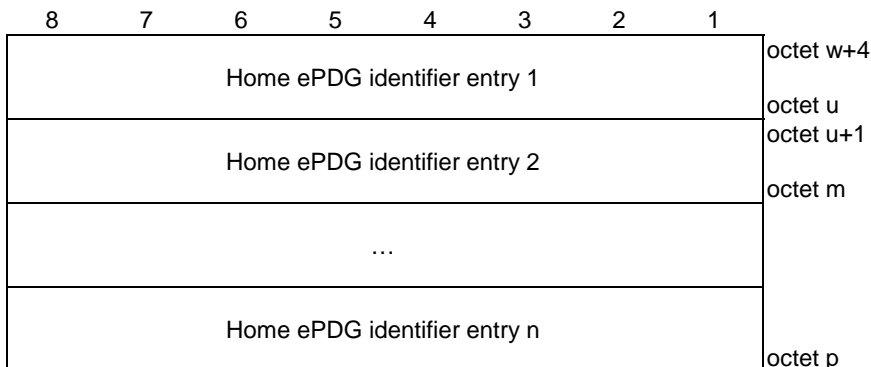 8 7 6 5 4 3 2 1
octet w+4
Home ePDG identifier entry 1
octet u
octet u+1
Home ePDG identifier entry 2
octet m
…
Home ePDG identifier entry n
octet p